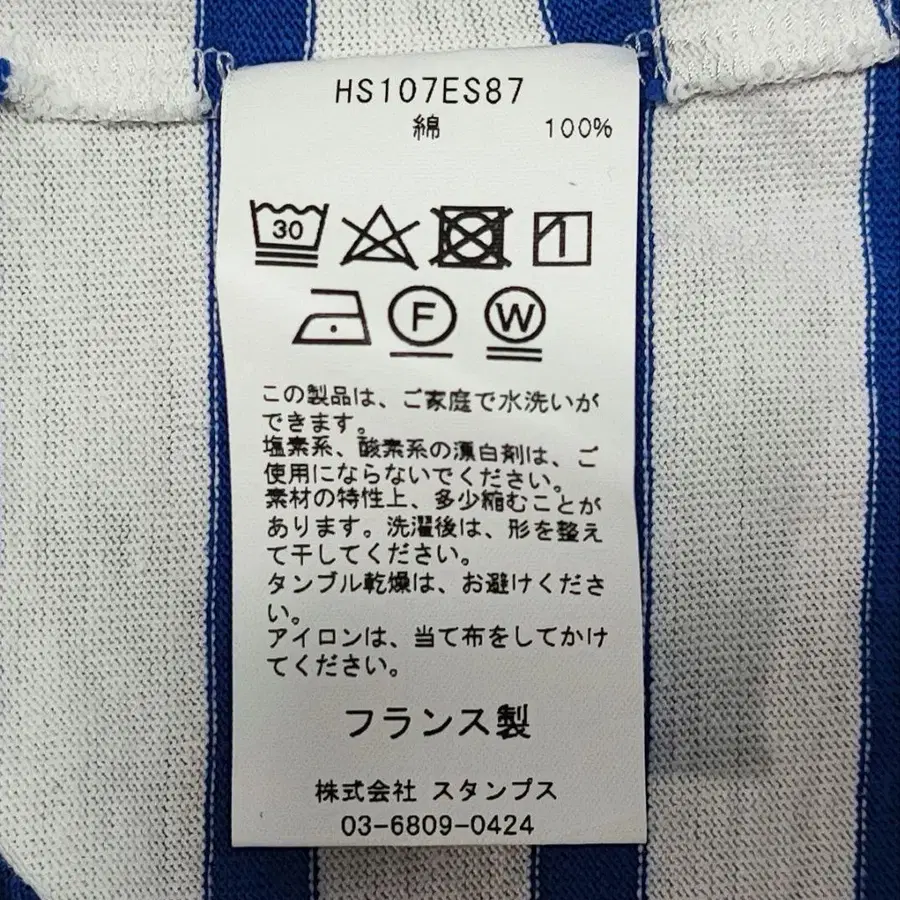 HS107ES87
綿 100%
30
F
W
この製品は、ご家庭で水洗いが
できます。
塩素系、酸素系の漂白剤は、ご
使用にならないでください。
素材の特性上、多少縮むことが
あります。洗濯後は、形を整え
て干してください。
タンブル乾燥は、お避けくださ
い。
アイロンは、当て布をしてかけ
てください。
フランス製
株式会社 スタンプス
03-6809-0424